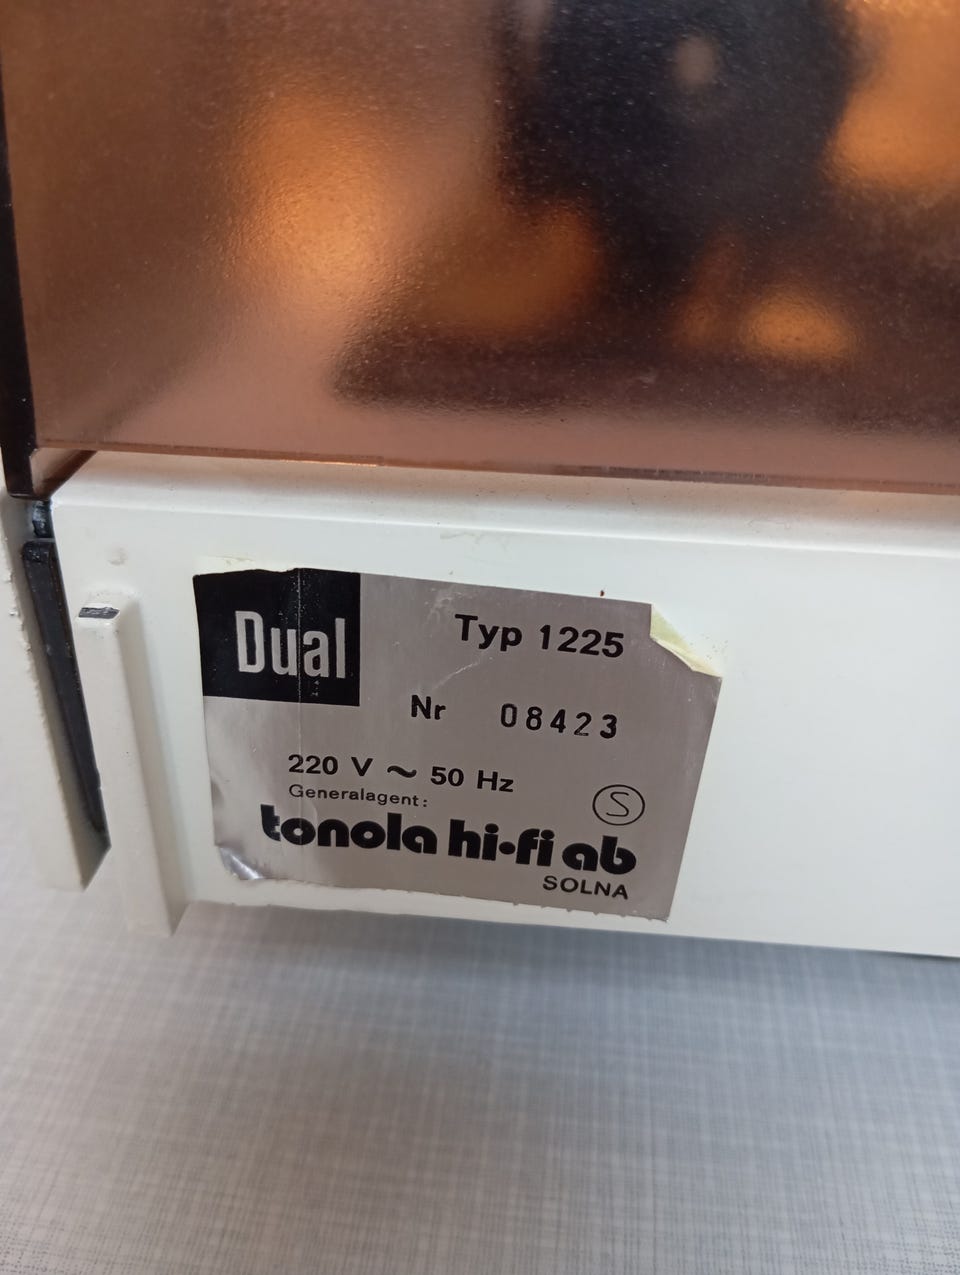 Dual
Typ 1225
Nr 08423
220 V ~ 50 Hz
Generalagent:
tonola hi-fi ab
S
SOLNA